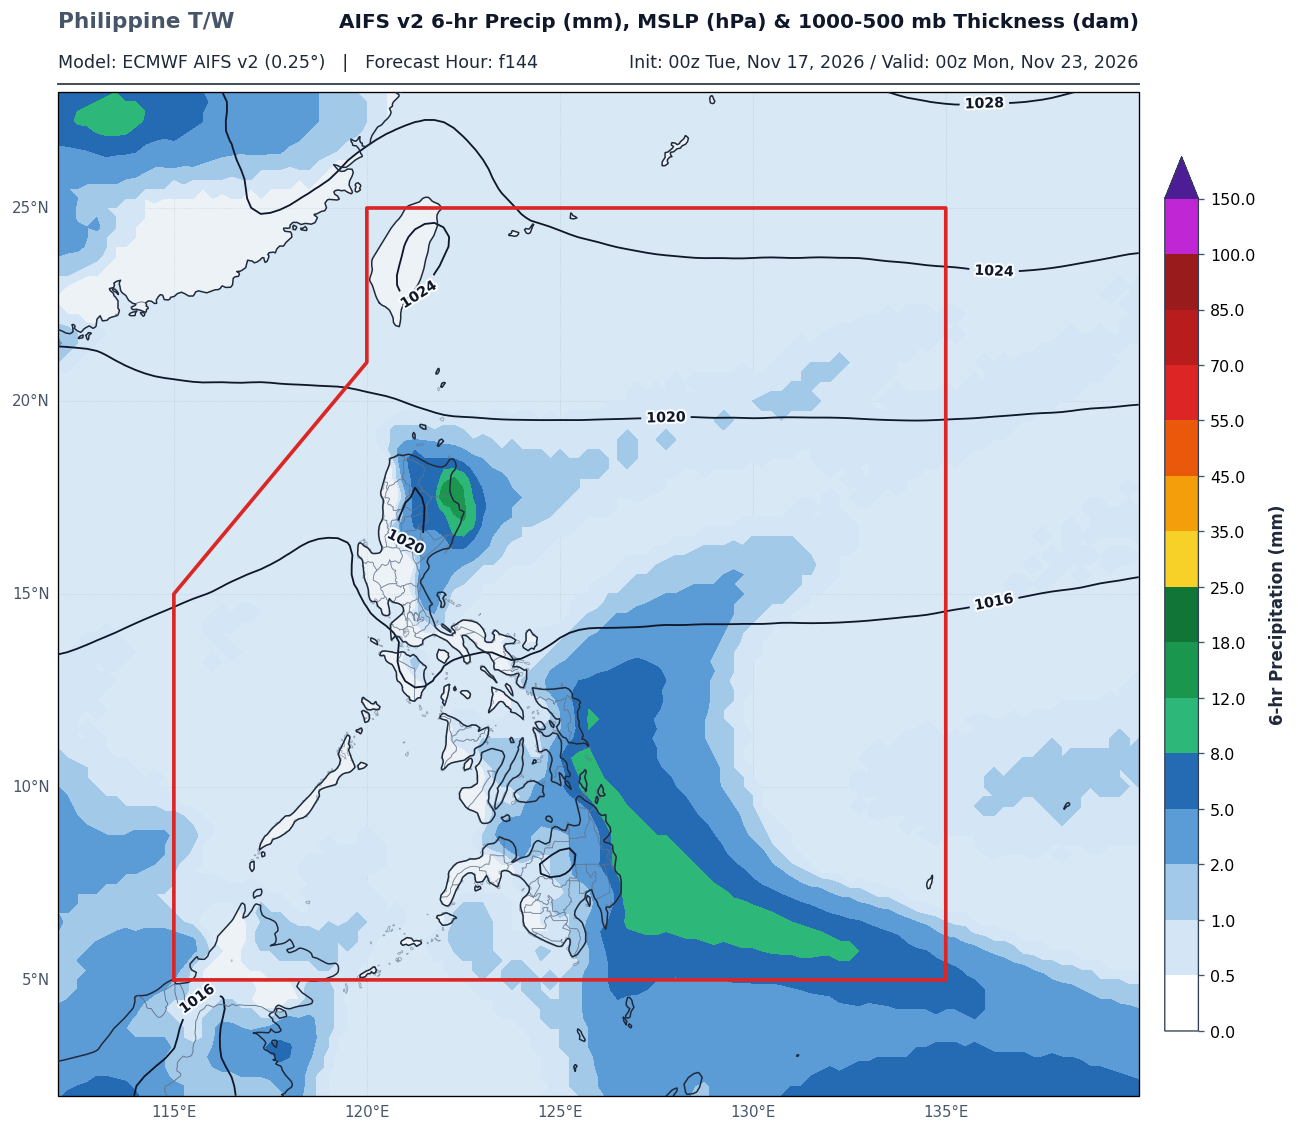 Philippine T/W
AIFS v2 6-hr Precip (mm), MSLP (hPa) & 1000-500 mb Thickness (dam)
Model: ECMWF AIFS v2 (0.25°) | Forecast Hour: f144
Init: 00z Tue, Nov 17, 2026 / Valid: 00z Mon, Nov 23, 2026
1028
25°N
1024
1024
20°N
1020
1020
15°N
1016
10°N
5°N
1016
115°E
120°E
125°E
130°E
135°E
150.0
100.0
85.0
70.0
55.0
45.0
35.0
25.0
18.0
12.0
8.0
5.0
2.0
1.0
0.5
0.0
6-hr Precipitation (mm)